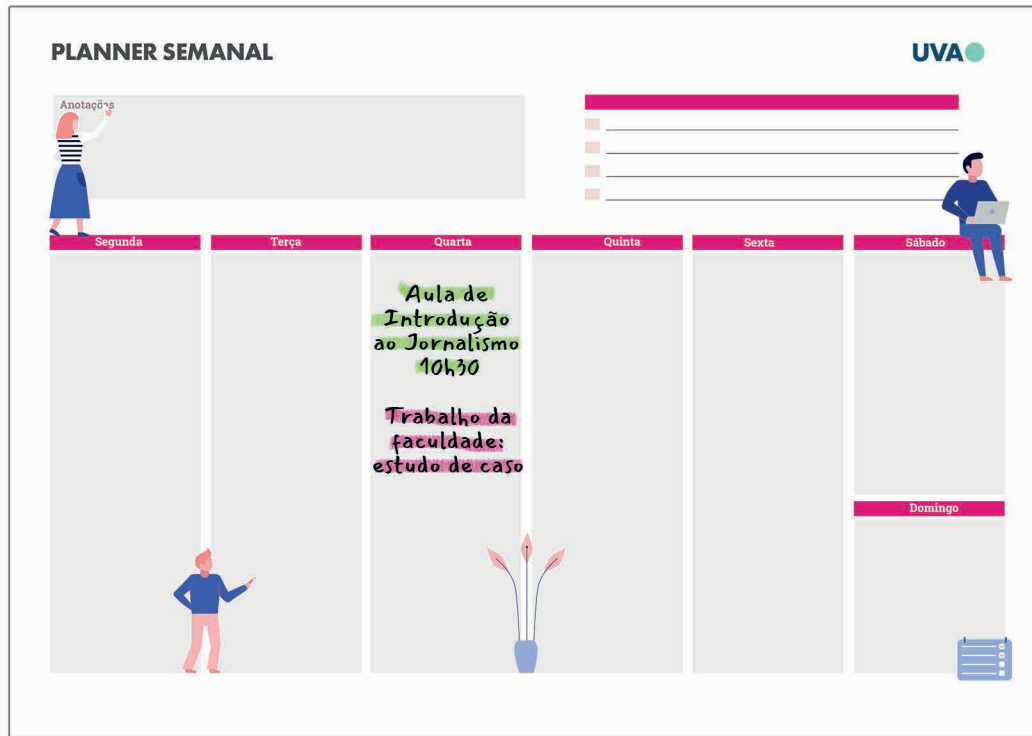 PLANNER SEMANAL
UVA
Anotações
Segunda
Terça
Quarta
Quinta
Sexta
Sábado
Aula de
Introdução
ao Jornalismo
10h30
Trabalho da
faculdade:
estudo de caso
Domingo